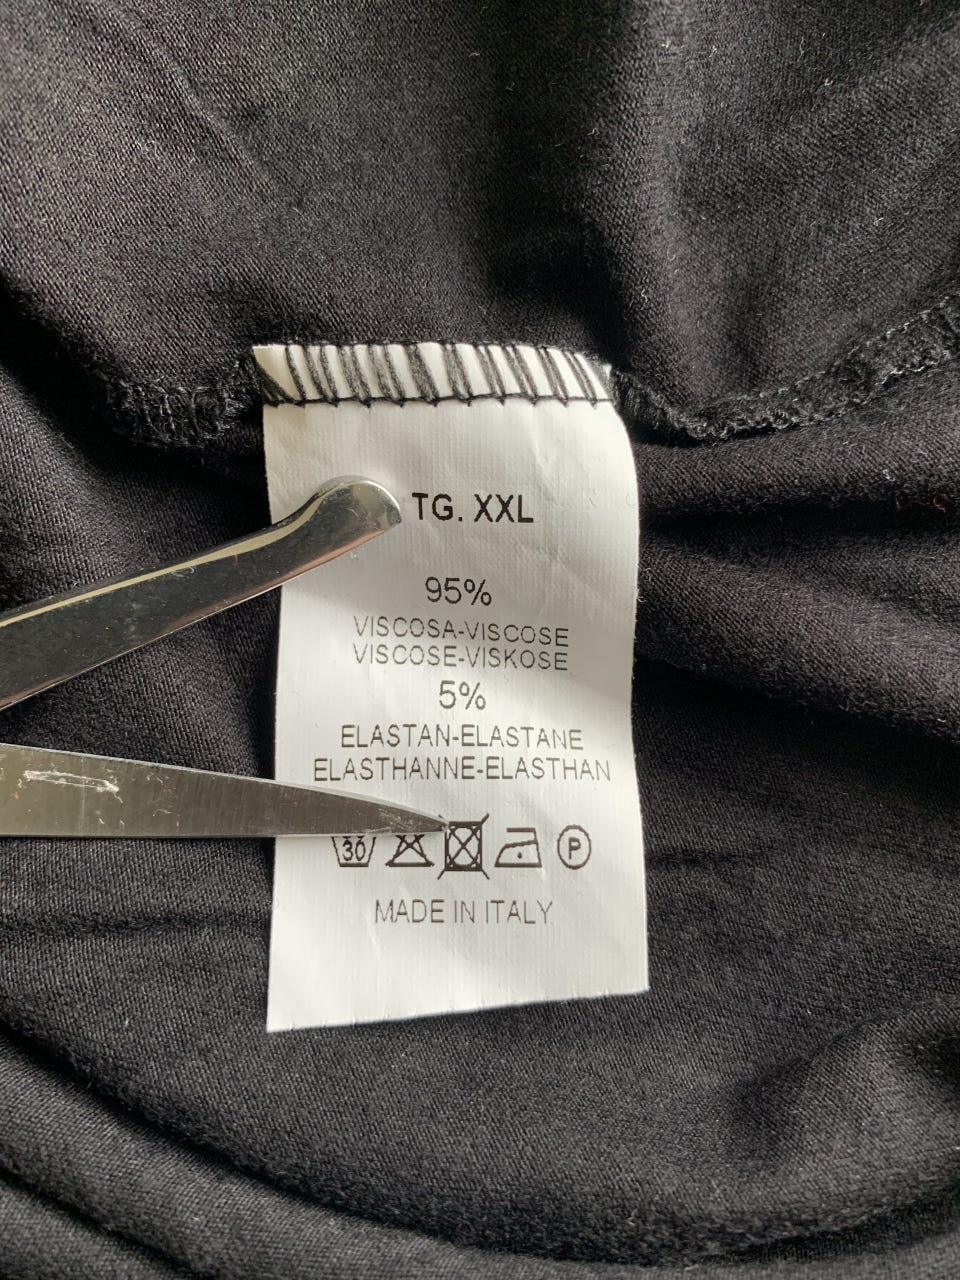 TG. XXL
95%
VISCOSA-VISCOSE
VISCOSE-VISKOSE
5%
ELASTAN-ELASTANE
ELASTHANNE-ELASTHAN
30 P
MADE IN ITALY